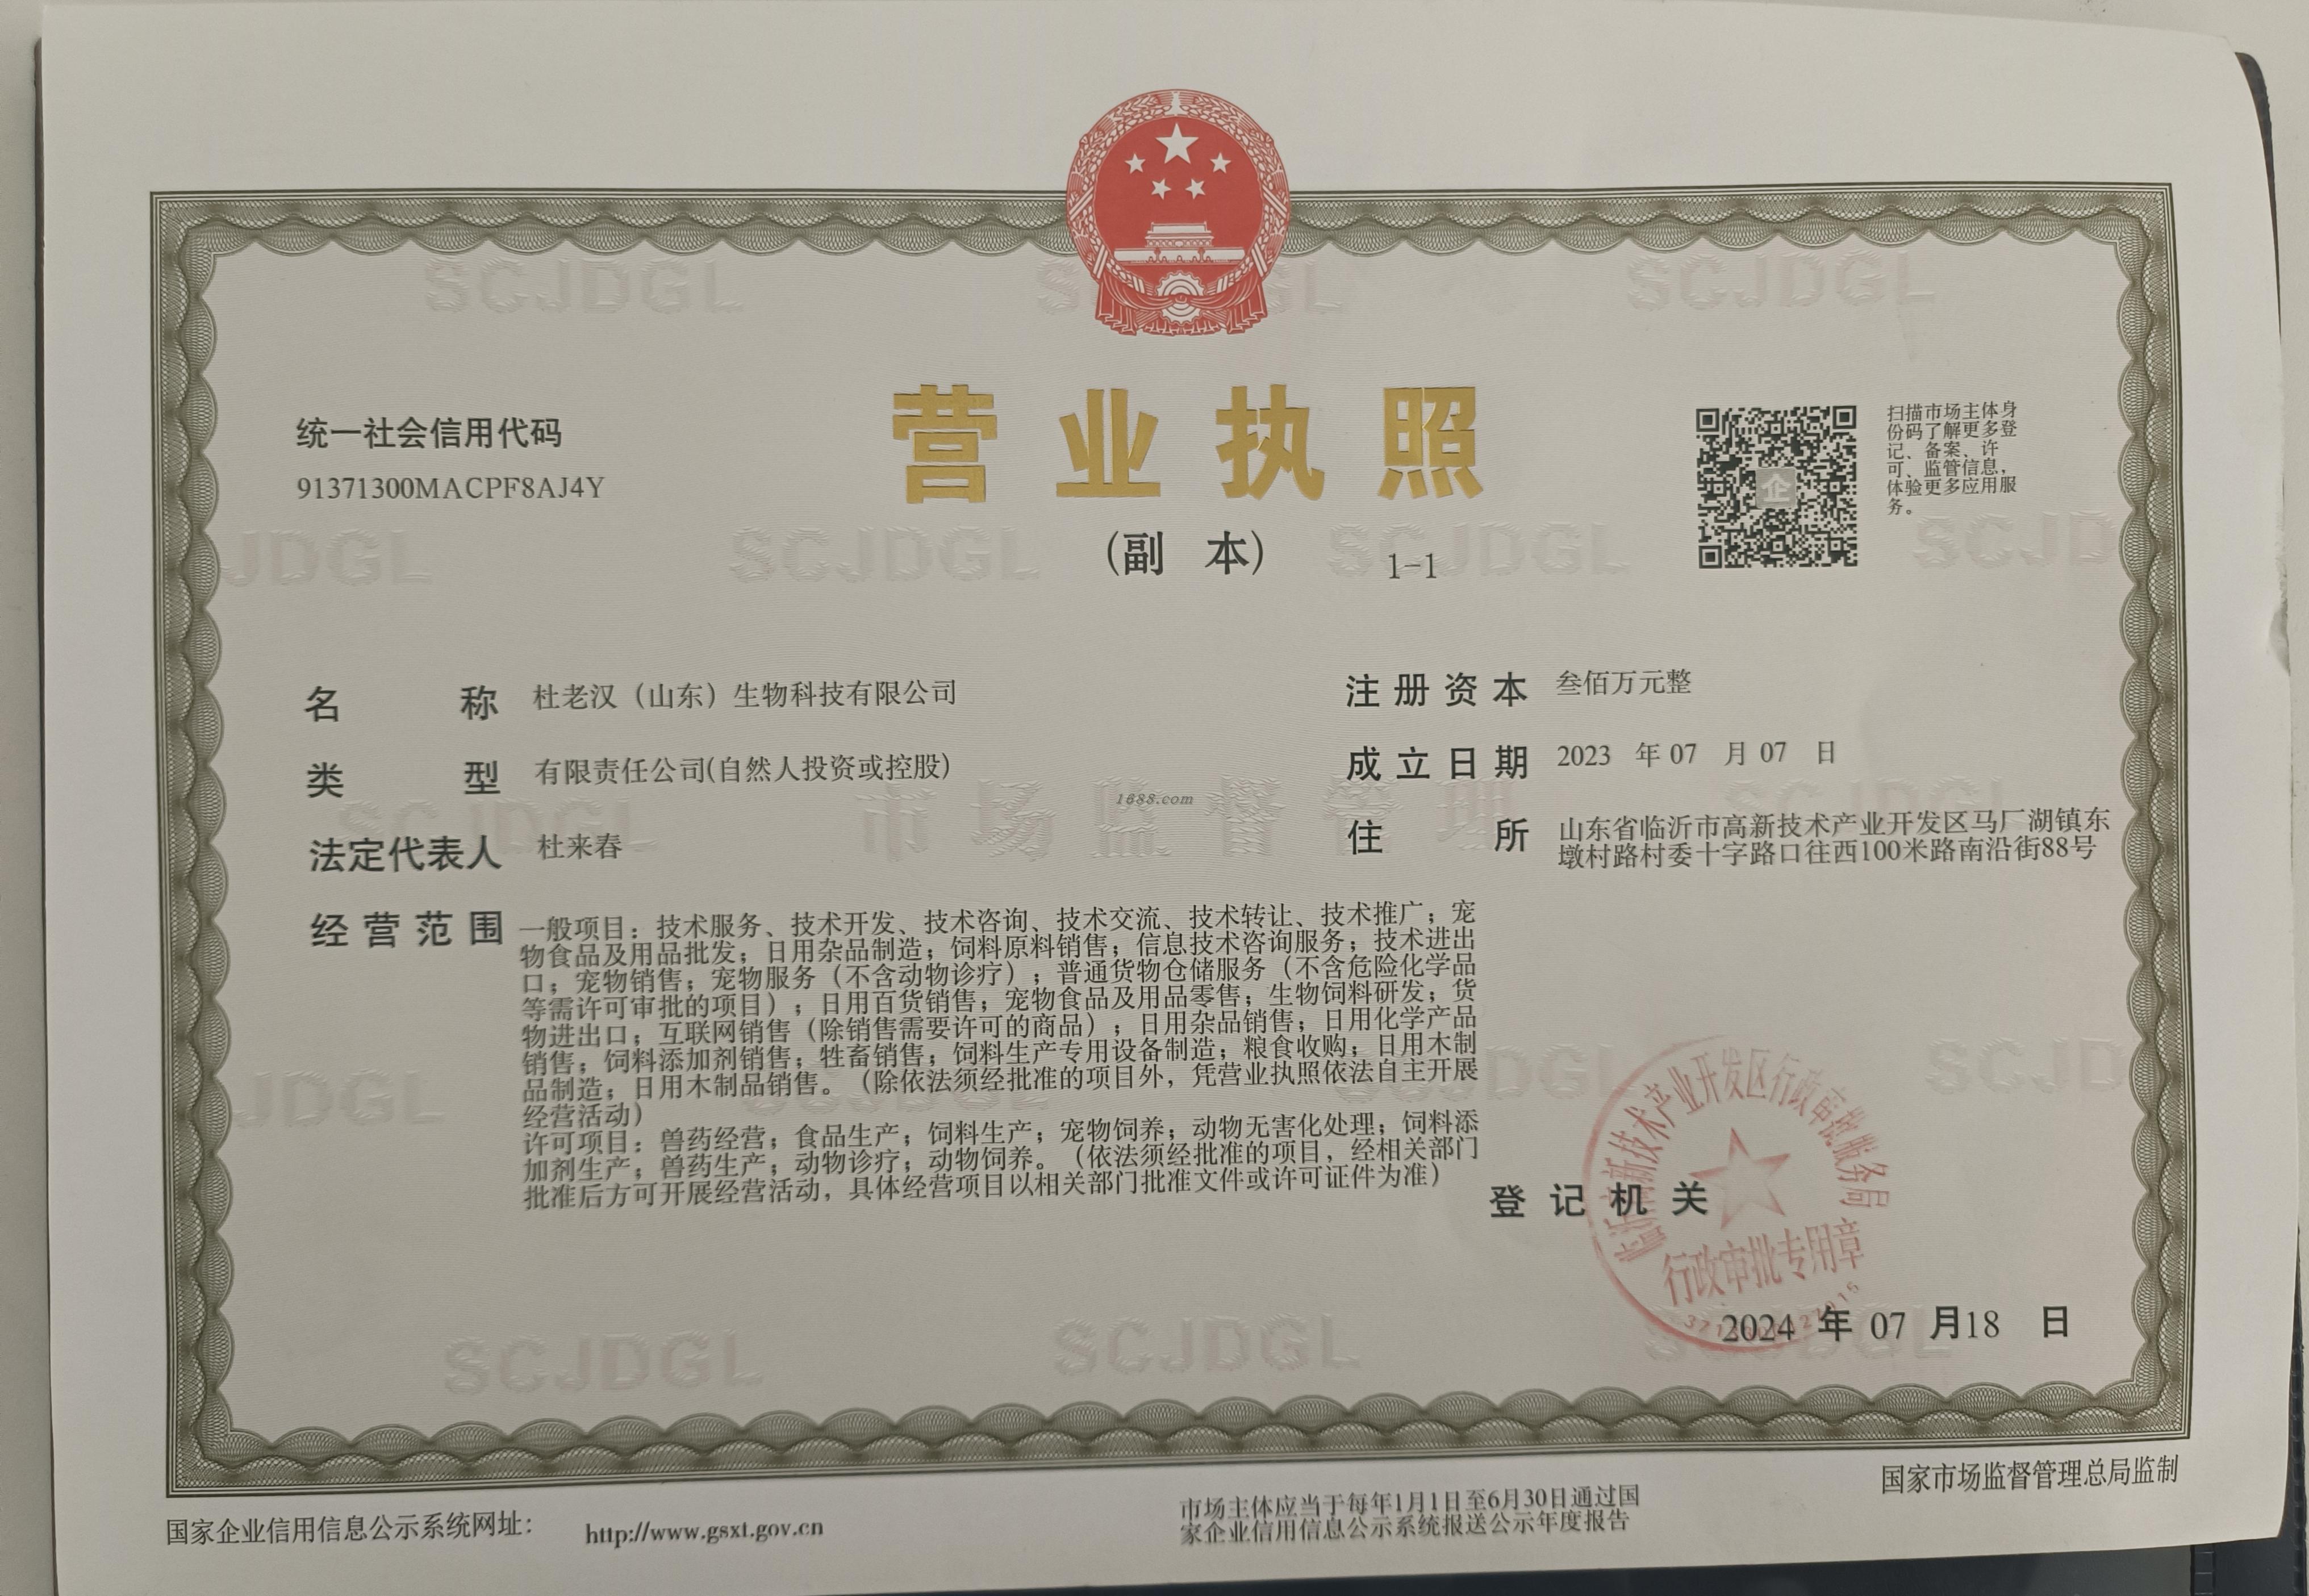 统一社会信用代码
91371300MACPF8AJ4Y
营业执照
(副 本)
1-1
企
扫描市场主体身
份码了解更多登
记、备案、许
可、监管信息，
体验更多应用服
务。
名 称 杜老汉（山东）生物科技有限公司
类 型 有限责任公司(自然人投资或控股)
法定代表人 杜来春
注册资本 叁佰万元整
成立日期 2023 年 07 月 07 日
住 所 山东省临沂市高新技术产业开发区马厂湖镇东
墩村路村委十字路口往西100米路南沿街88号
经营范围 一般项目：技术服务、技术开发、技术咨询、技术交流、技术转让、技术推广；宠
物食品及用品批发；日用杂品制造；饲料原料销售；信息技术咨询服务；技术进出
口；宠物销售；宠物服务（不含动物诊疗）；普通货物仓储服务（不含危险化学品
等需许可审批的项目）；日用百货销售；宠物食品及用品零售；生物饲料研发；货
物进出口；互联网销售（除销售需要许可的商品）；日用杂品销售；日用化学产品
销售；饲料添加剂销售；牲畜销售；饲料生产专用设备制造；粮食收购；日用木制
品制造；日用木制品销售。（除依法须经批准的项目外，凭营业执照依法自主开展
经营活动）
许可项目：兽药经营；食品生产；饲料生产；宠物饲养；动物无害化处理；饲料添
加剂生产；兽药生产；动物诊疗；动物饲养。（依法须经批准的项目，经相关部门
批准后方可开展经营活动，具体经营项目以相关部门批准文件或许可证件为准）
1688.com
市场监督管理
SCJDGL
登记机关
临沂高新技术产业开发区行政审批服务局
行政审批专用章
2024 年 07 月 18 日
国家企业信用信息公示系统网址：
http://www.gsxt.gov.cn
市场主体应当于每年1月1日至6月30日通过国
家企业信用信息公示系统报送公示年度报告
国家市场监督管理总局监制